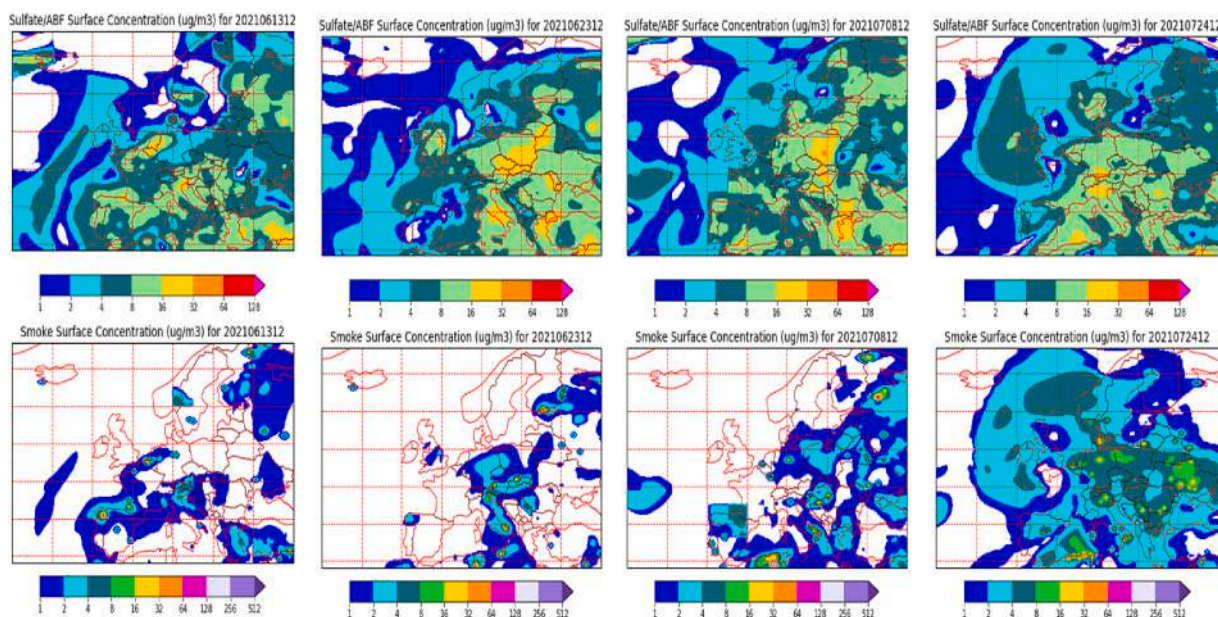 Sulfate/ABF Surface Concentration (ug/m3) for 2021061312
Sulfate/ABF Surface Concentration (ug/m3) for 2021062312
Sulfate/ABF Surface Concentration (ug/m3) for 2021070812
Sulfate/ABF Surface Concentration (ug/m3) for 2021072412
1 2 4 8 16 32 64 128
1 2 4 8 16 32 64 128
1 2 4 8 16 32 64 128
1 2 4 8 16 32 64 128
Smoke Surface Concentration (ug/m3) for 2021061312
Smoke Surface Concentration (ug/m3) for 2021062312
Smoke Surface Concentration (ug/m3) for 2021070812
Smoke Surface Concentration (ug/m3) for 2021072412
1 2 4 8 16 32 64 128 256 512
1 2 4 8 16 32 64 128 256 512
1 2 4 8 16 32 64 128 256 512
1 2 4 8 16 32 64 128 256 512